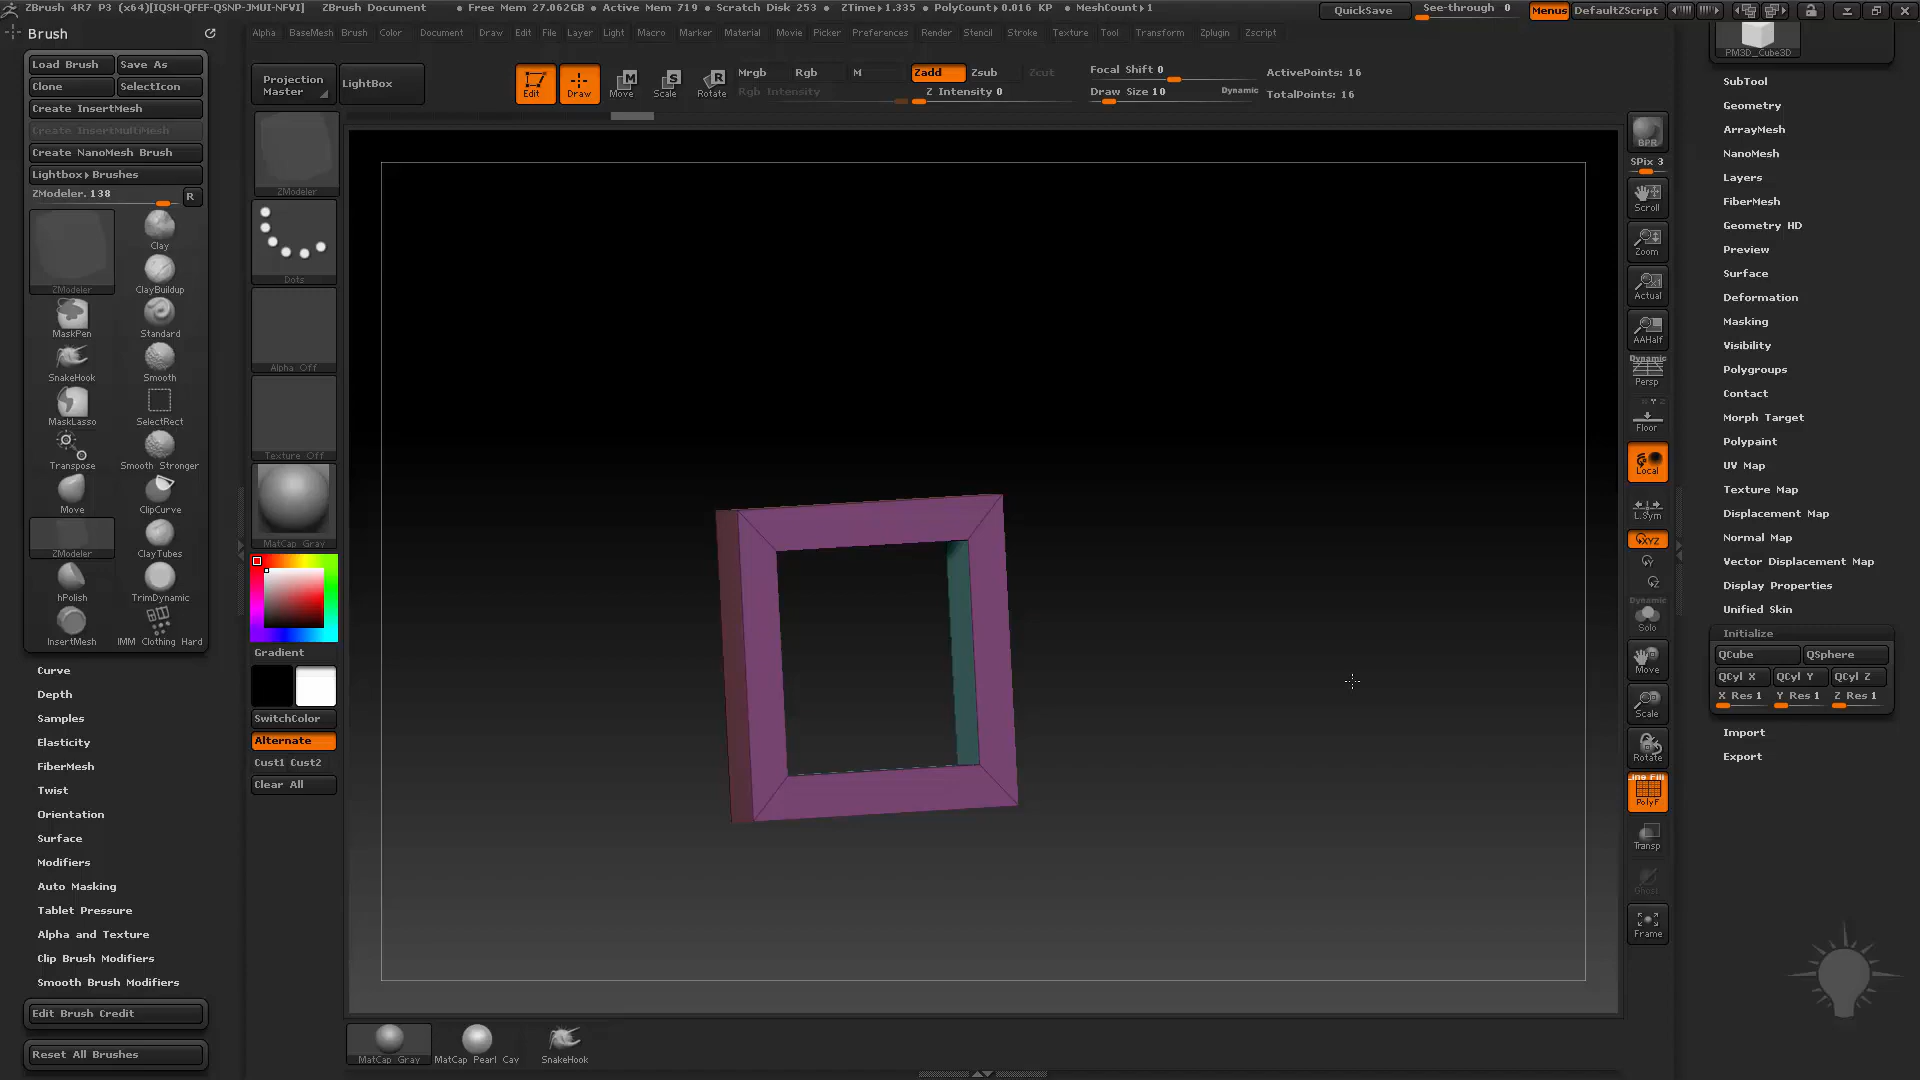 ZBrush 4R7 P3 (x64)[IQSH-QFEF-QSNP-JMUI-NFVI] ZBrush Document • Free Mem 27.062GB • Active Mem 719 • Scratch Disk 253 • ZTime▸1.335 • PolyCount▸0.016 KP • MeshCount▸1 QuickSave See-through 0 Menus DefaultZScript
Brush
Alpha BaseMesh Brush Color Document Draw Edit File Layer Light Macro Marker Material Movie Picker Preferences Render Stencil Stroke Texture Tool Transform Zplugin Zscript
Load Brush Save As
Clone SelectIcon
Create InsertMesh
Create InsertMultiMesh
Create NanoMesh Brush
Lightbox▸Brushes
ZModeler. 138 R
ZModeler
Clay
ClayBuildup
MaskPen Standard
SnakeHook Smooth
MaskLasso SelectRect
Transpose Smooth Stronger
Move ClipCurve
ZModeler ClayTubes
hPolish TrimDynamic
InsertMesh IMM Clothing Hard
Curve
Depth
Samples
Elasticity
FiberMesh
Twist
Orientation
Surface
Modifiers
Auto Masking
Tablet Pressure
Alpha and Texture
Clip Brush Modifiers
Smooth Brush Modifiers
Edit Brush Credit
Reset All Brushes
Projection Master
LightBox
Edit Draw Move Scale Rotate
M S R
Mrgb Rgb M
Rgb Intensity
Zadd Zsub Zcut
Z Intensity 0
Focal Shift 0
Draw Size 10 Dynamic
ActivePoints: 16
TotalPoints: 16
ZModeler
Dots
Alpha Off
Texture Off
MatCap Gray
Gradient
SwitchColor
Alternate
Cust1 Cust2
Clear All
MatCap Gray MatCap Pearl Cav SnakeHook
BPR
SPix 3
Scroll
Zoom
Actual
AAHalf
Dynamic
Persp
Floor
Local
L.Sym
XYZ
Y
Z
Dynamic
Solo
Move
Scale
Rotate
Line Fill
PolyF
Transp
Ghost
Frame
PM3D_Cube3D
SubTool
Geometry
ArrayMesh
NanoMesh
Layers
FiberMesh
Geometry HD
Preview
Surface
Deformation
Masking
Visibility
Polygroups
Contact
Morph Target
Polypaint
UV Map
Texture Map
Displacement Map
Normal Map
Vector Displacement Map
Display Properties
Unified Skin
Initialize
QCube QSphere
QCyl X QCyl Y QCyl Z
X Res 1 Y Res 1 Z Res 1
Import
Export